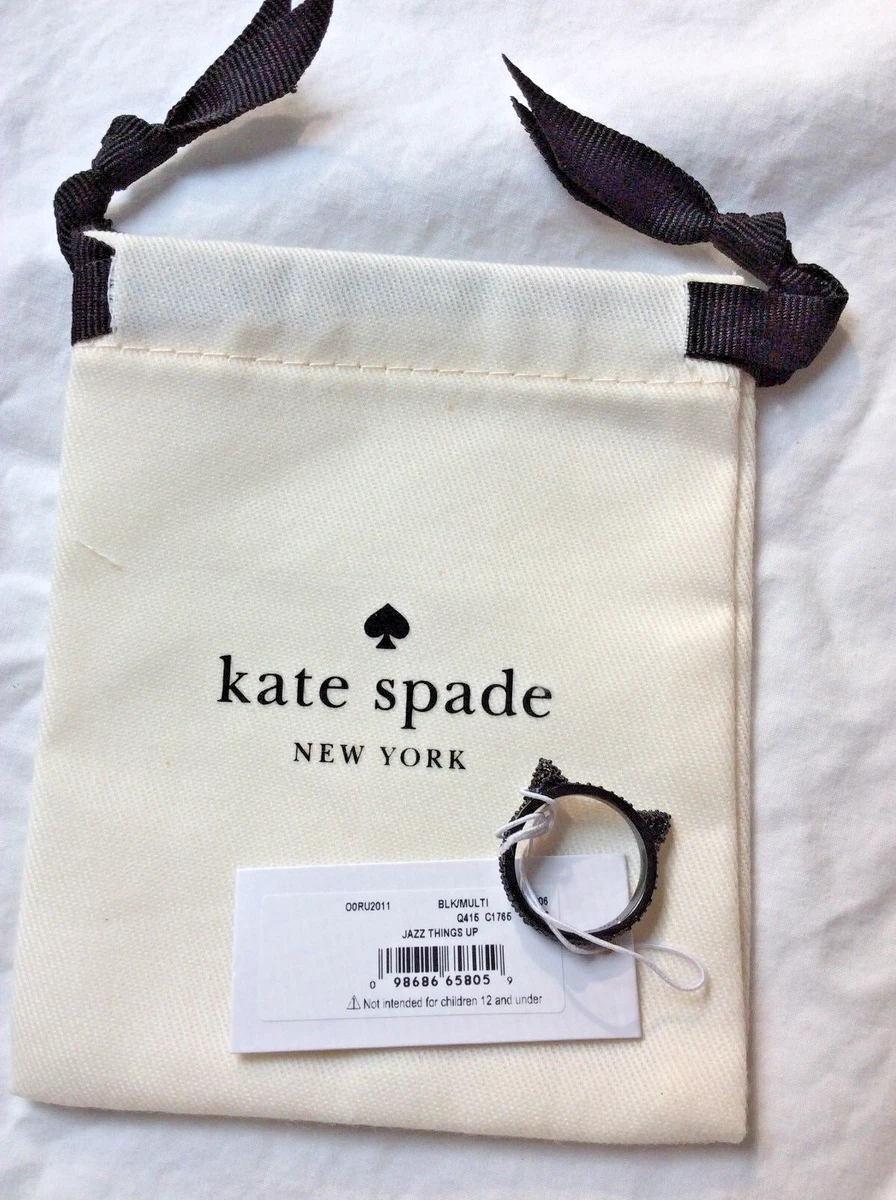 kate spade
NEW YORK
O0RU2011 BLK/MULTI
Q415 C1765
JAZZ THINGS UP
0 98686 65805 9
⚠ Not intended for children 12 and under